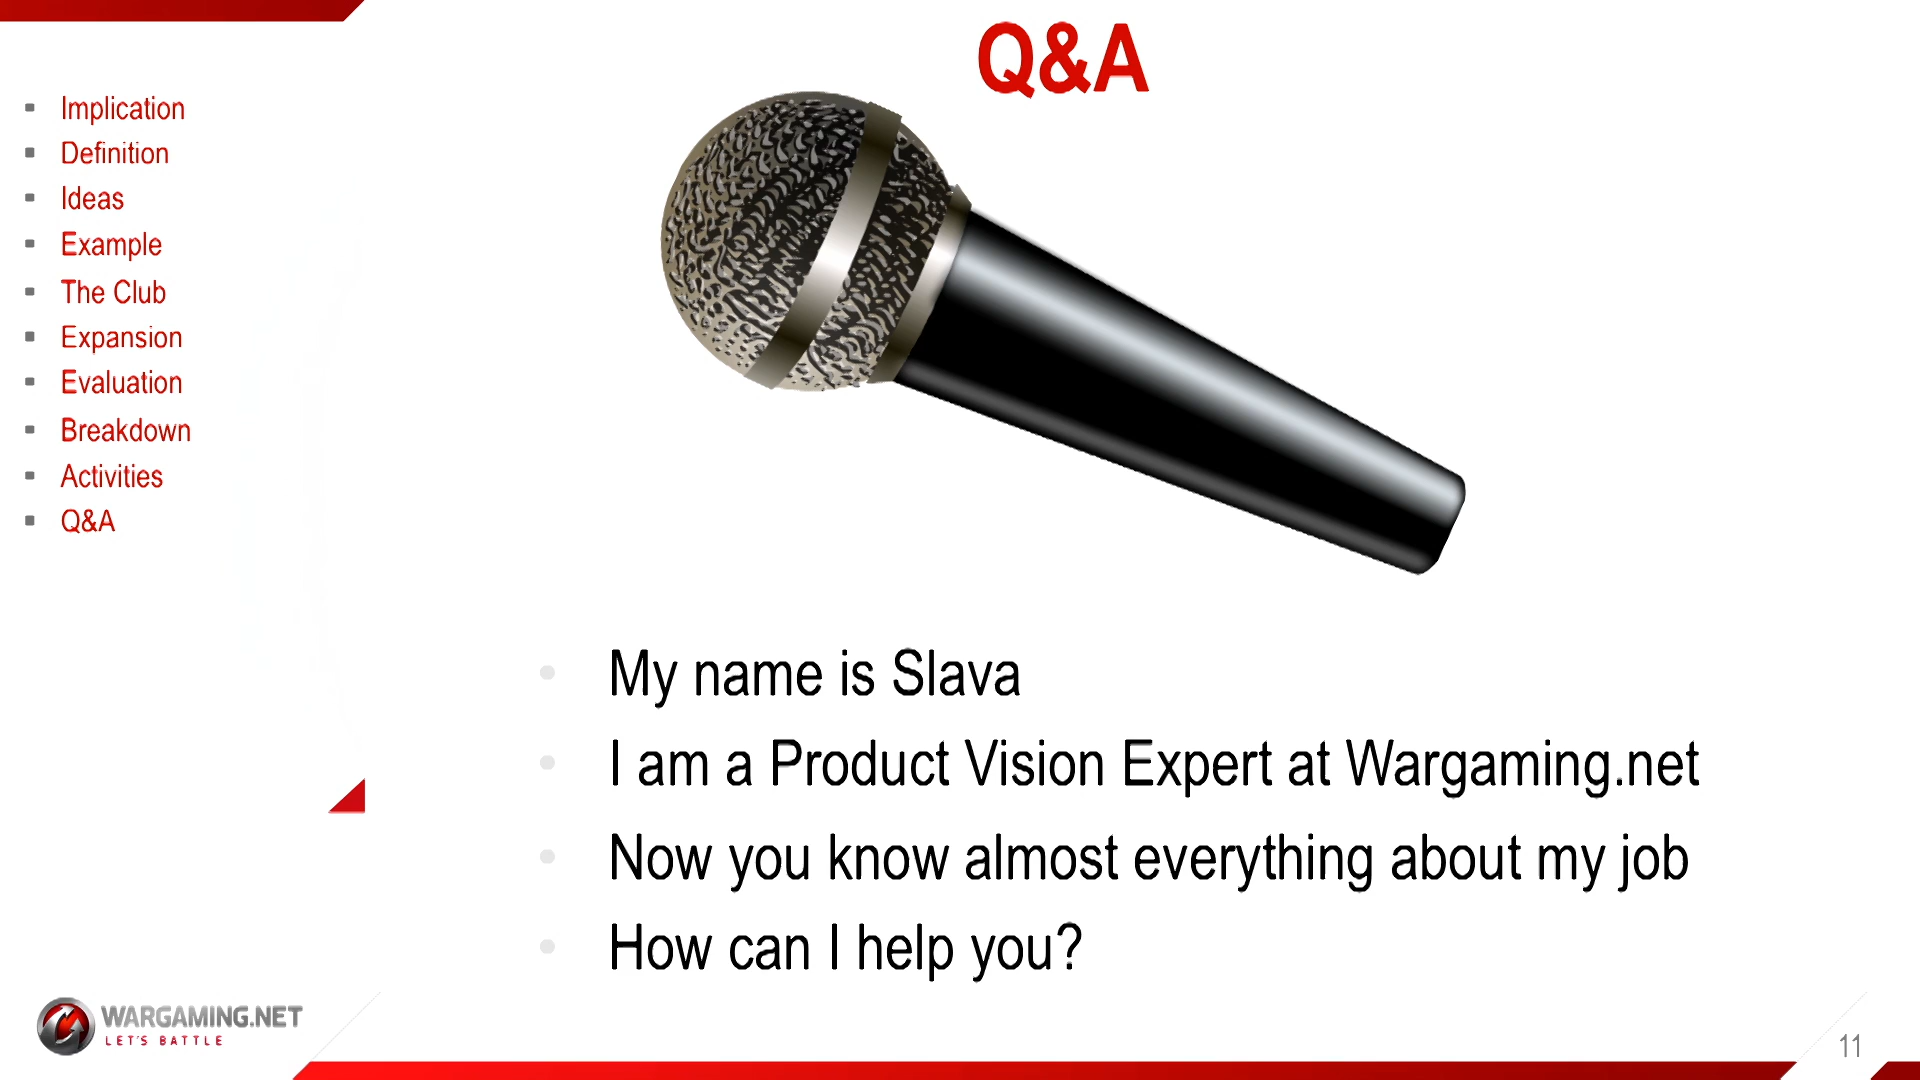 Q&A
Implication
Definition
Ideas
Example
The Club
Expansion
Evaluation
Breakdown
Activities
Q&A
My name is Slava
I am a Product Vision Expert at Wargaming.net
Now you know almost everything about my job
How can I help you?
WARGAMING.NET
LET'S BATTLE
11